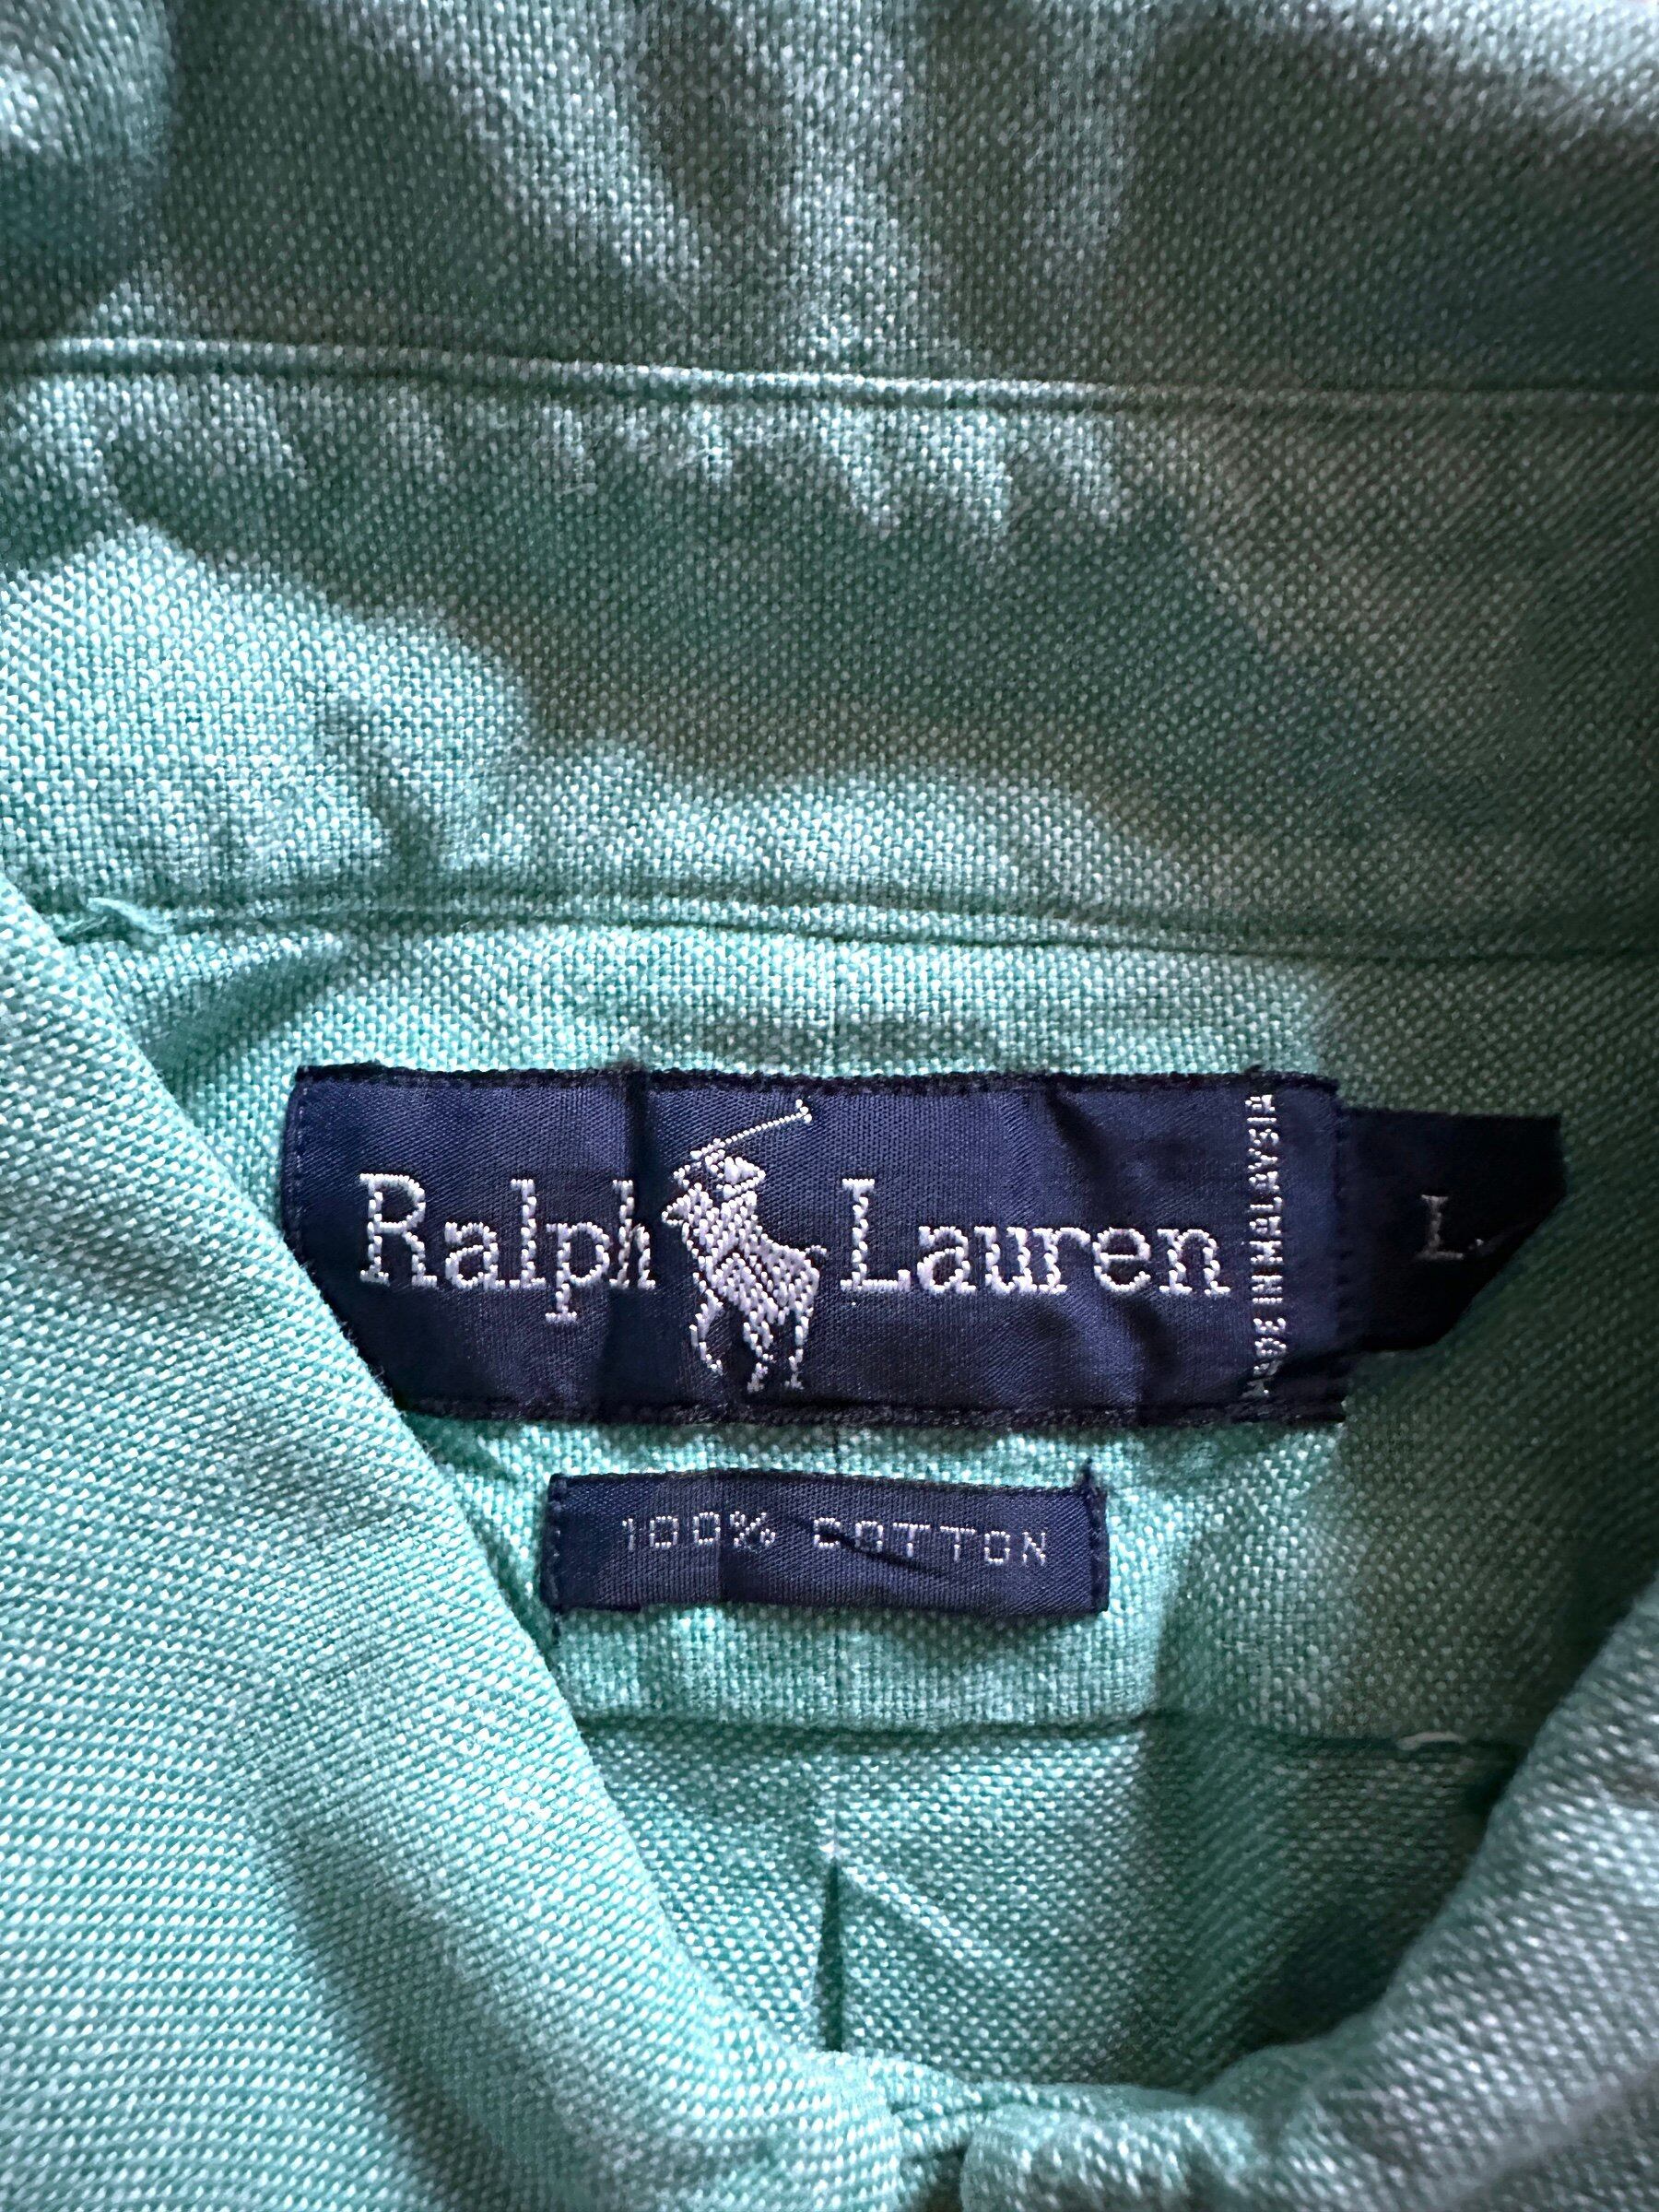 Ralph Lauren
MADE IN MALAYSIA
L
100% COTTON